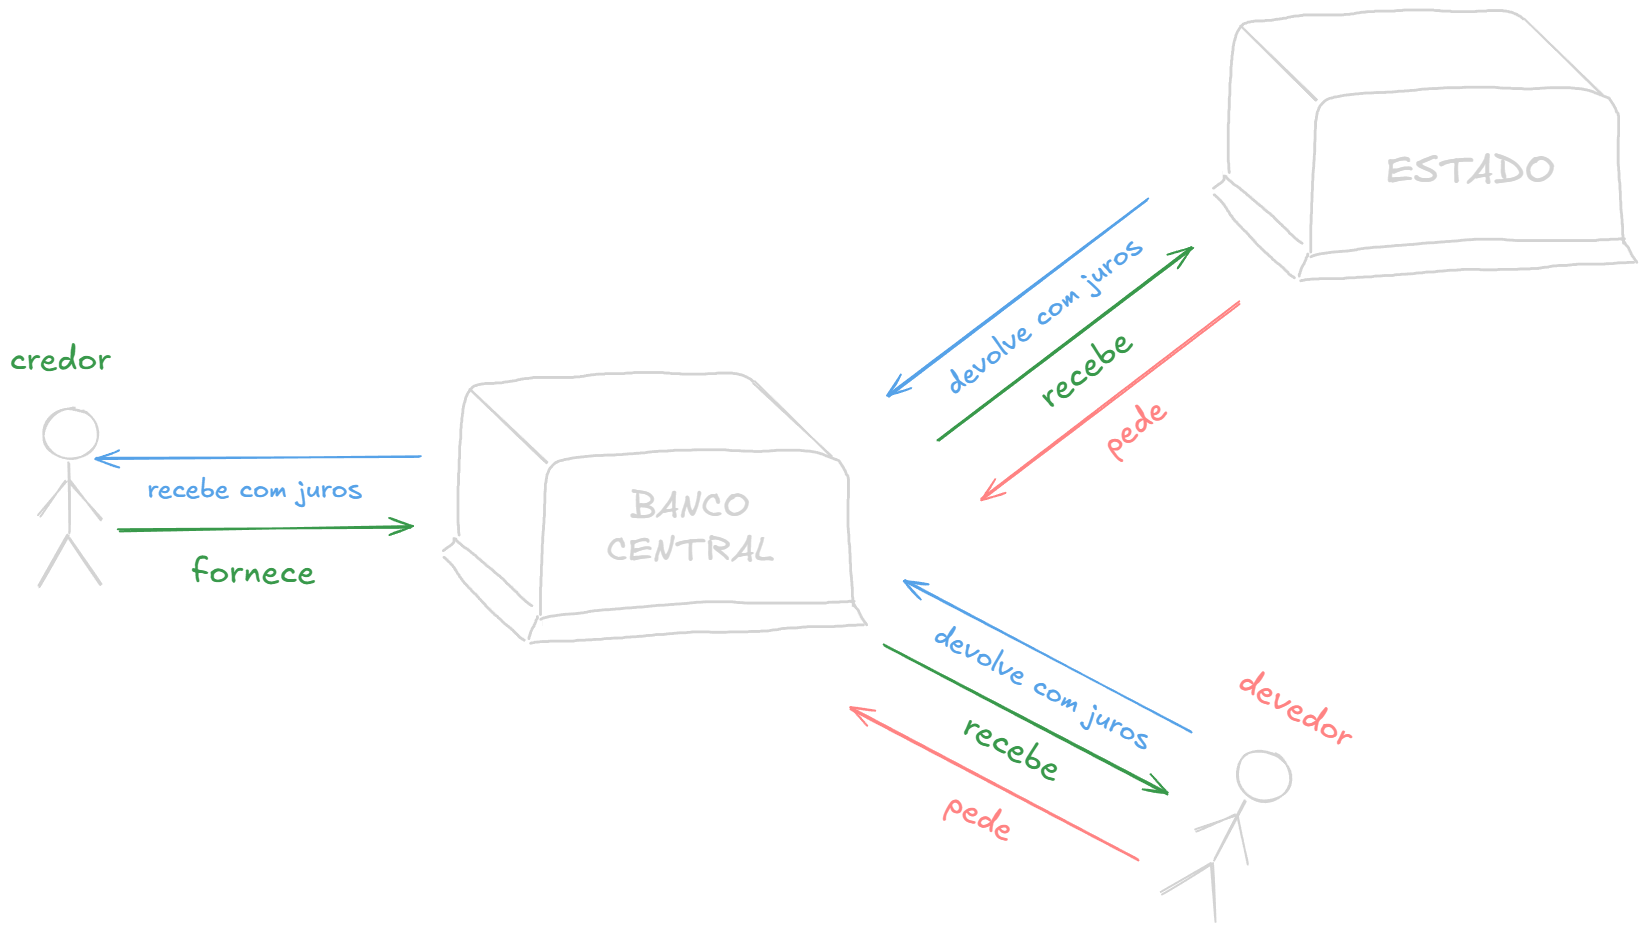 ESTADO
devolve com juros
recebe
pede
credor
recebe com juros
fornece
BANCO
CENTRAL
devolve com juros
recebe
pede
devedor